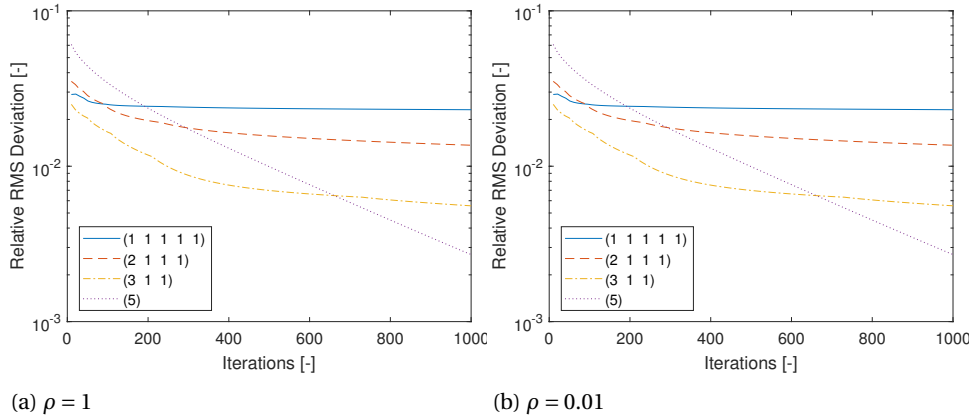 Relative RMS Deviation [-]
10^-1
10^-2
10^-3
(1 1 1 1 1)
(2 1 1 1)
(3 1 1)
(5)
0 200 400 600 800 1000
Iterations [-]
(a) ρ = 1
Relative RMS Deviation [-]
10^-1
10^-2
10^-3
(1 1 1 1 1)
(2 1 1 1)
(3 1 1)
(5)
0 200 400 600 800 1000
Iterations [-]
(b) ρ = 0.01